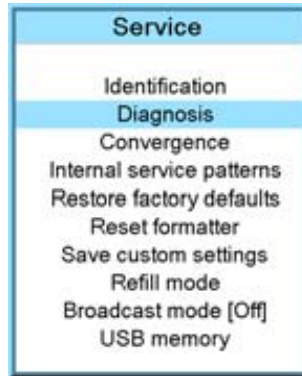 Service
Identification
Diagnosis
Convergence
Internal service patterns
Restore factory defaults
Reset formatter
Save custom settings
Refill mode
Broadcast mode [Off]
USB memory